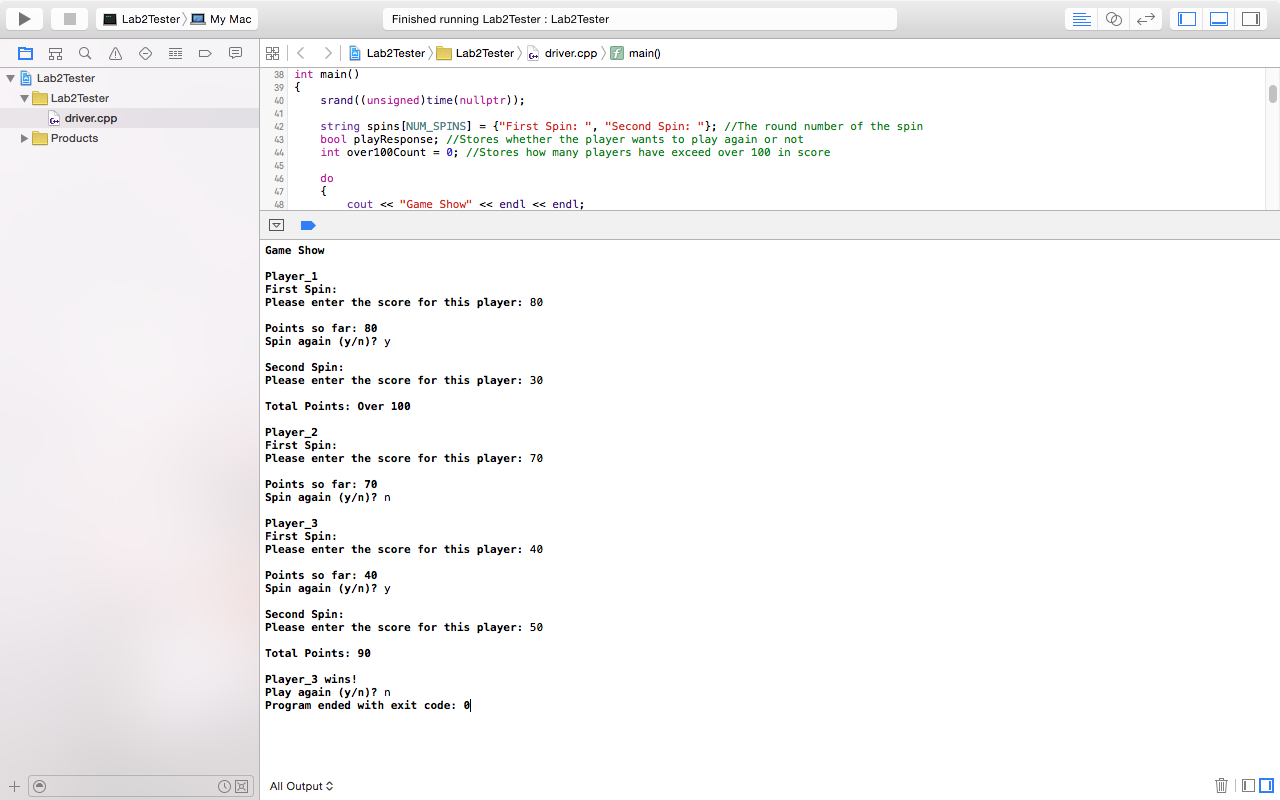 Lab2Tester My Mac
Finished running Lab2Tester : Lab2Tester
Lab2Tester
Lab2Tester
driver.cpp
Products
Lab2Tester Lab2Tester driver.cpp main()
38 int main()
39 {
40 srand((unsigned)time(nullptr));
41
42 string spins[NUM_SPINS] = {"First Spin: ", "Second Spin: "}; //The round number of the spin
43 bool playResponse; //Stores whether the player wants to play again or not
44 int over100Count = 0; //Stores how many players have exceed over 100 in score
45
46 do
47 {
48 cout << "Game Show" << endl << endl;
Game Show
Player_1
First Spin:
Please enter the score for this player: 80
Points so far: 80
Spin again (y/n)? y
Second Spin:
Please enter the score for this player: 30
Total Points: Over 100
Player_2
First Spin:
Please enter the score for this player: 70
Points so far: 70
Spin again (y/n)? n
Player_3
First Spin:
Please enter the score for this player: 40
Points so far: 40
Spin again (y/n)? y
Second Spin:
Please enter the score for this player: 50
Total Points: 90
Player_3 wins!
Play again (y/n)? n
Program ended with exit code: 0
All Output